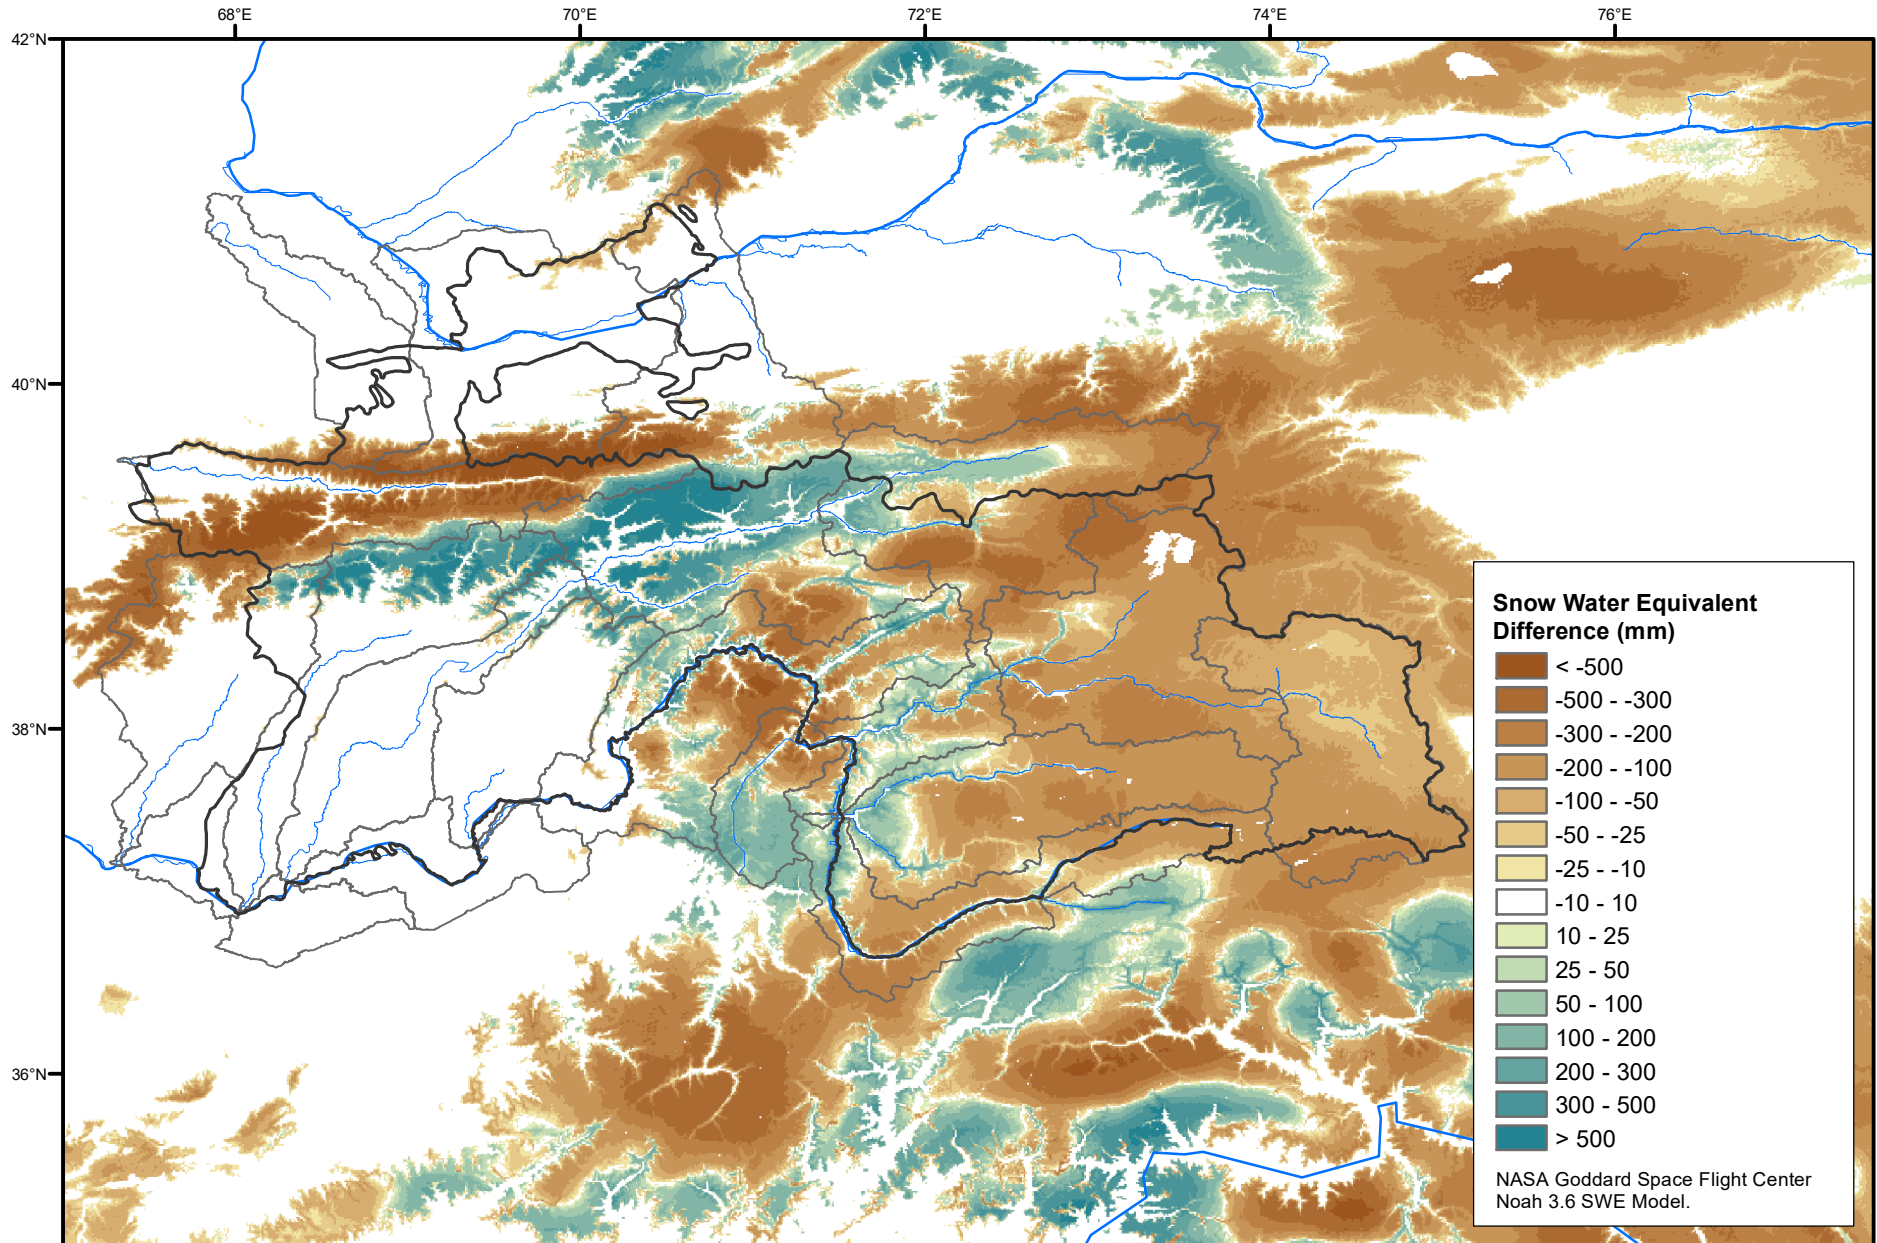 68°E
70°E
72°E
74°E
76°E
42°N
40°N
38°N
36°N
Snow Water Equivalent
Difference (mm)
< -500
-500 - -300
-300 - -200
-200 - -100
-100 - -50
-50 - -25
-25 - -10
-10 - 10
10 - 25
25 - 50
50 - 100
100 - 200
200 - 300
300 - 500
> 500
NASA Goddard Space Flight Center
Noah 3.6 SWE Model.